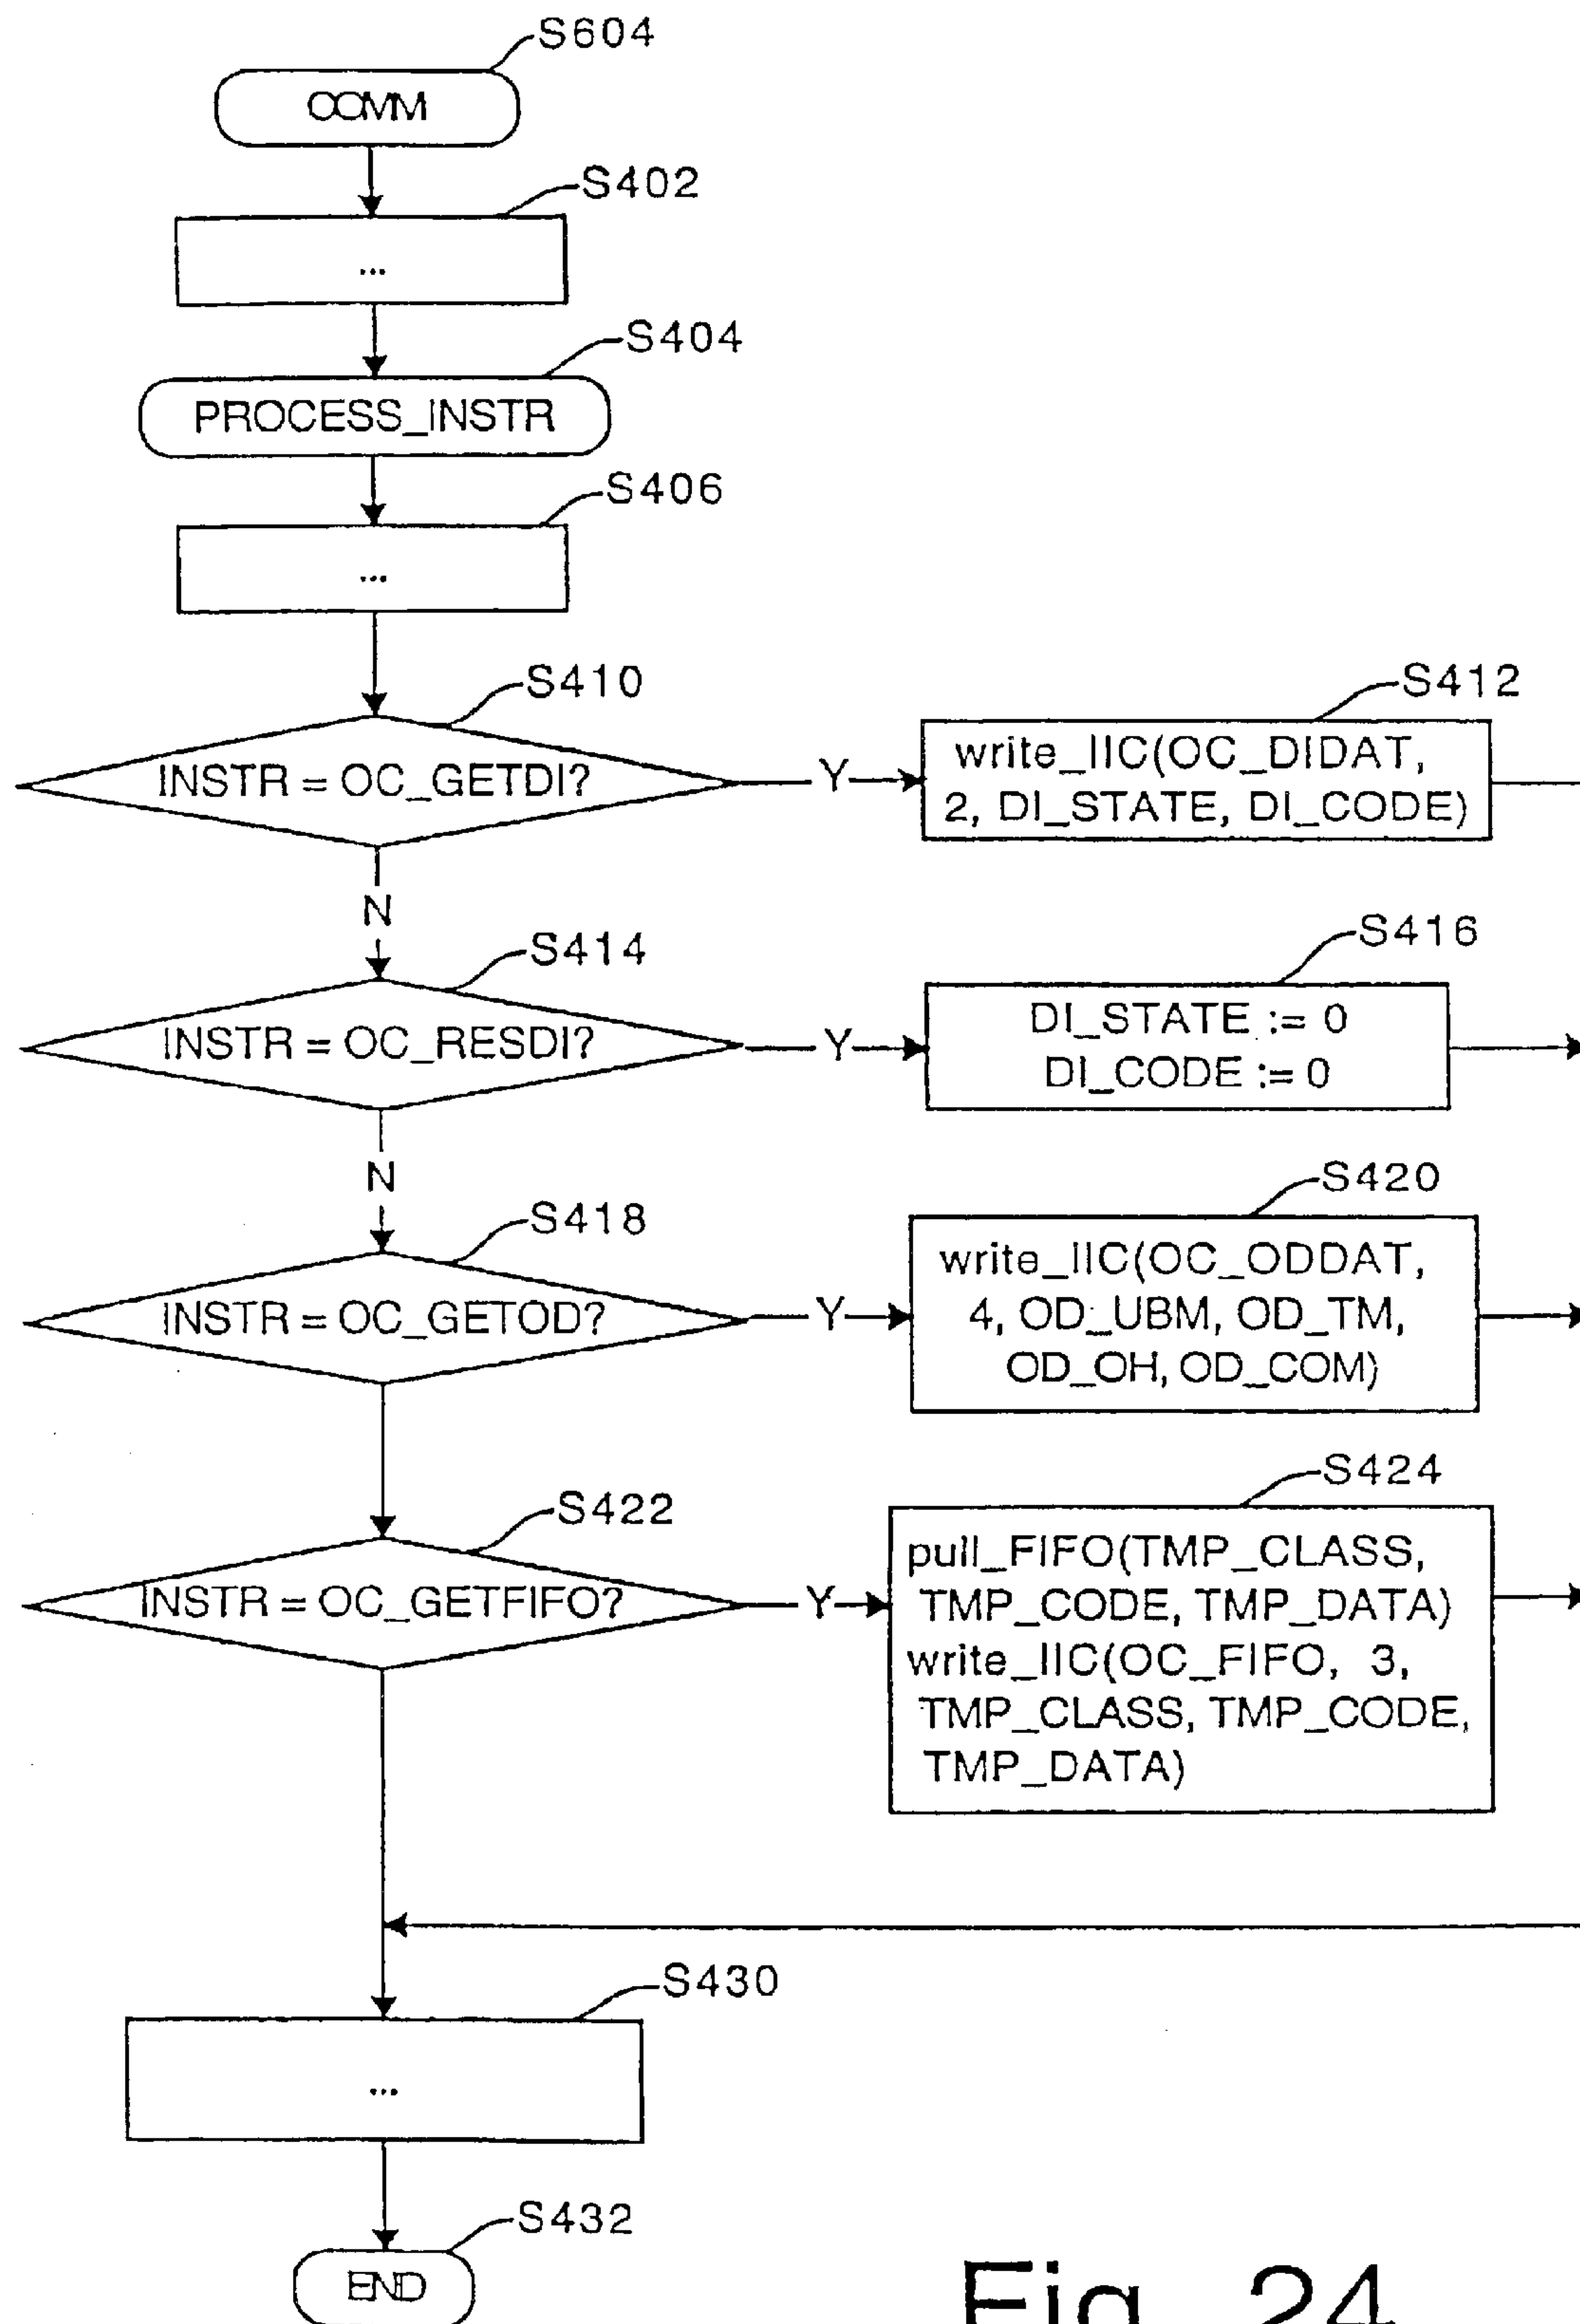 S604
COMM
S402
...
S404
PROCESS_INSTR
S406
...
S410
INSTR = OC_GETDI?
Y
S412
write_IIC(OC_DIDAT,
2, DI_STATE, DI_CODE)
N
S414
INSTR = OC_RESDI?
Y
S416
DI_STATE := 0
DI_CODE := 0
N
S418
INSTR = OC_GETOD?
Y
S420
write_IIC(OC_ODDAT,
4, OD_UBM, OD_TM,
OD_OH, OD_COM)
S422
INSTR = OC_GETFIFO?
Y
S424
pull_FIFO(TMP_CLASS,
TMP_CODE, TMP_DATA)
write_IIC(OC_FIFO, 3,
TMP_CLASS, TMP_CODE,
TMP_DATA)
S430
...
S432
END
Fig. 24